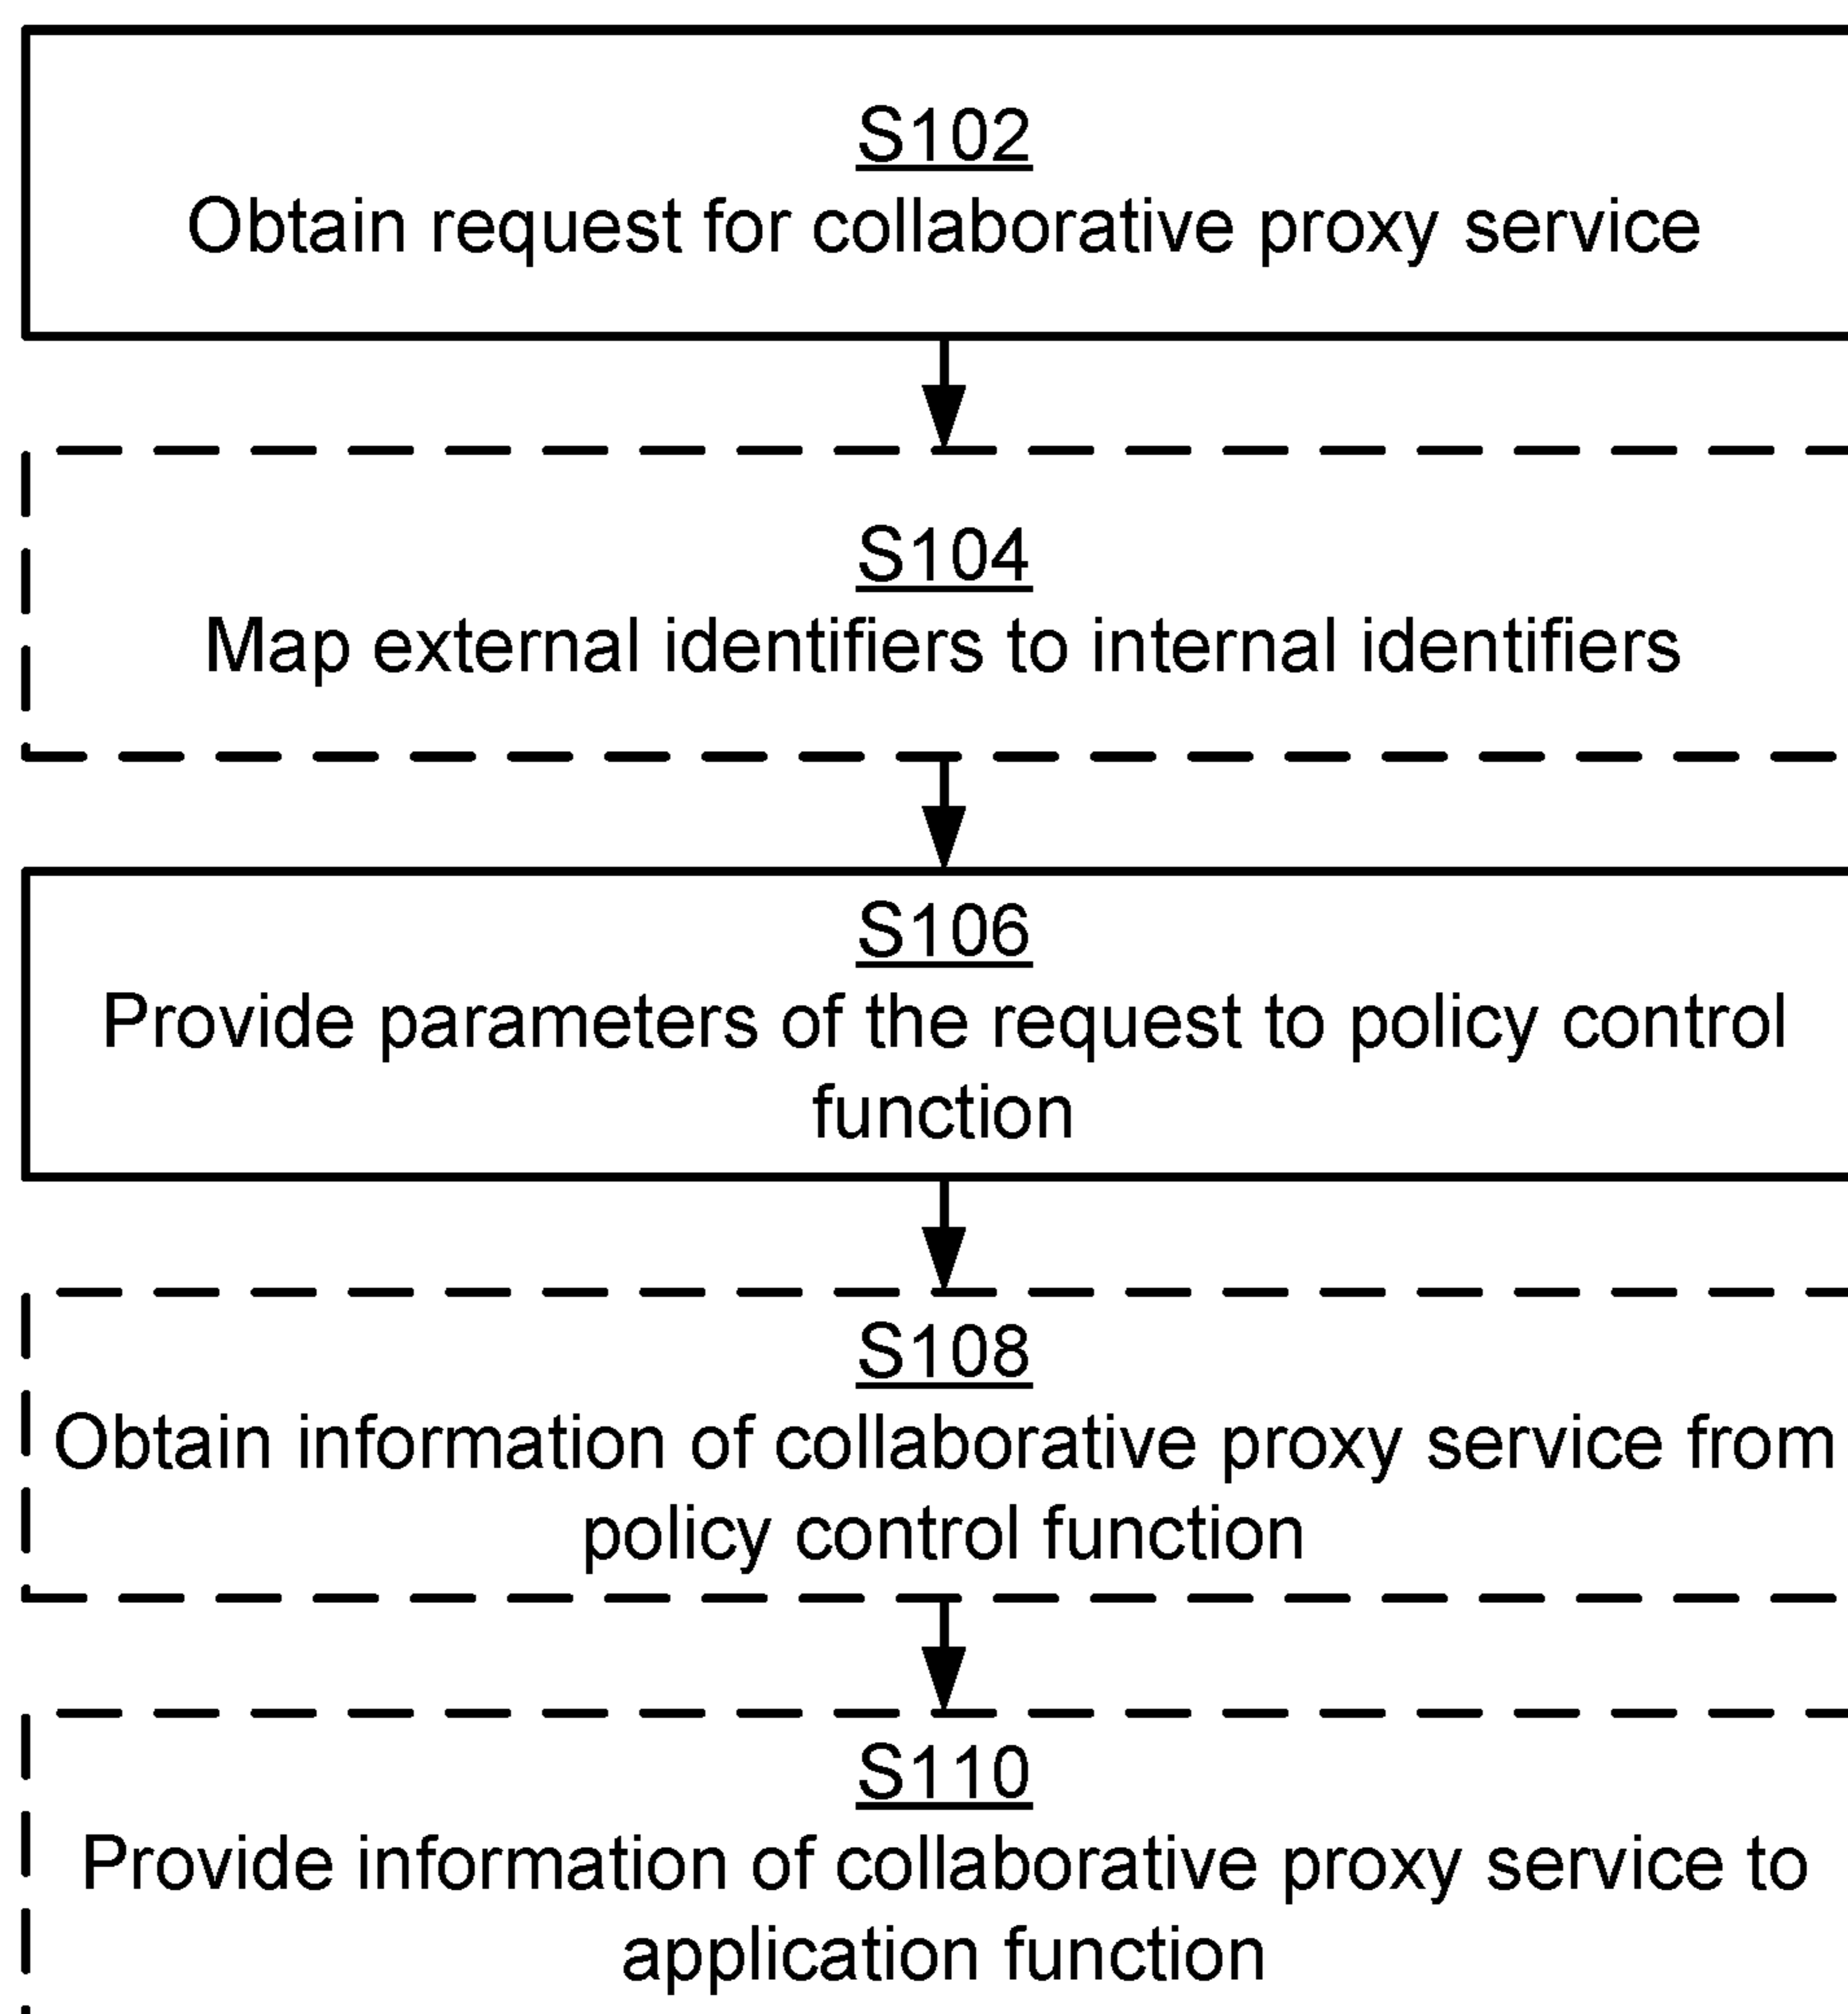 S102
Obtain request for collaborative proxy service
S104
Map external identifiers to internal identifiers
S106
Provide parameters of the request to policy control
function
S108
Obtain information of collaborative proxy service from
policy control function
S110
Provide information of collaborative proxy service to
application function